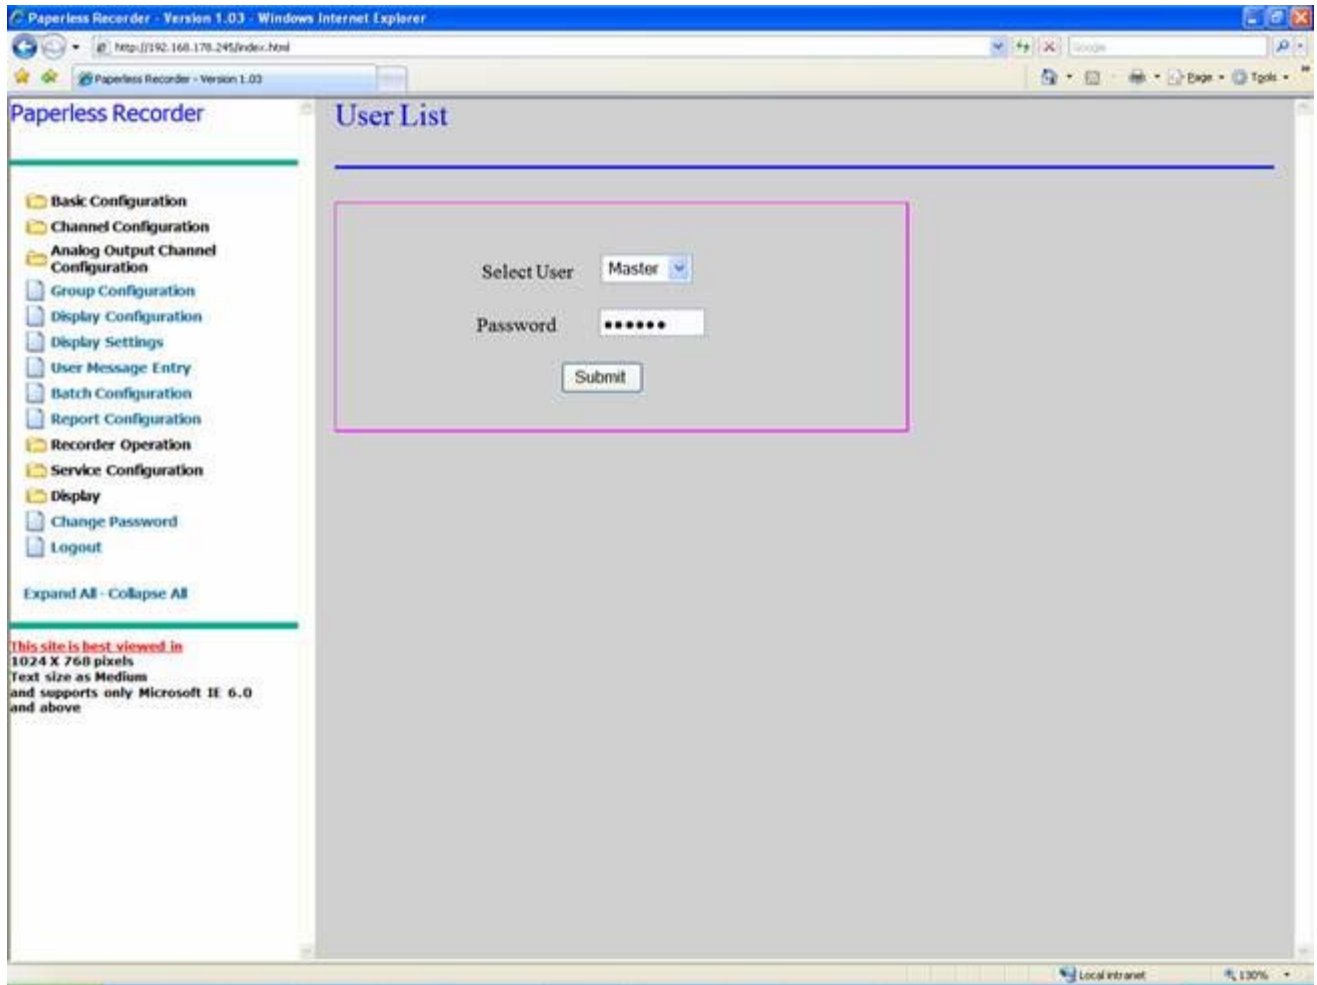 Paperless Recorder - Version 1.03 - Windows Internet Explorer
http://192.168.178.245/index.html
Google
Paperless Recorder - Version 1.03
Page
Tools
Paperless Recorder
Basic Configuration
Channel Configuration
Analog Output Channel
Configuration
Group Configuration
Display Configuration
Display Settings
User Message Entry
Batch Configuration
Report Configuration
Recorder Operation
Service Configuration
Display
Change Password
Logout
Expand All - Collapse All
This site is best viewed in
1024 X 768 pixels
Text size as Medium
and supports only Microsoft IE 6.0
and above
User List
Select User
Master
Password
Submit
Local intranet
130%